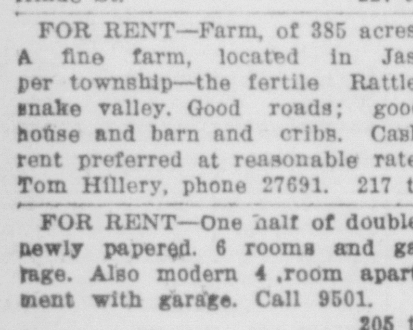 FOR RENT—Farm, of 385 acres
A fine farm, located in Jas
per township—the fertile Rattle
snake valley. Good roads; goo
house and barn and cribs. Cas
rent preferred at reasonable rate
Tom Hillery, phone 27691. 217 t
FOR RENT—One half of double
newly papered. 6 rooms and ga
rage. Also modern 4 ,room apart
ment with garage. Call 9501.
205 t